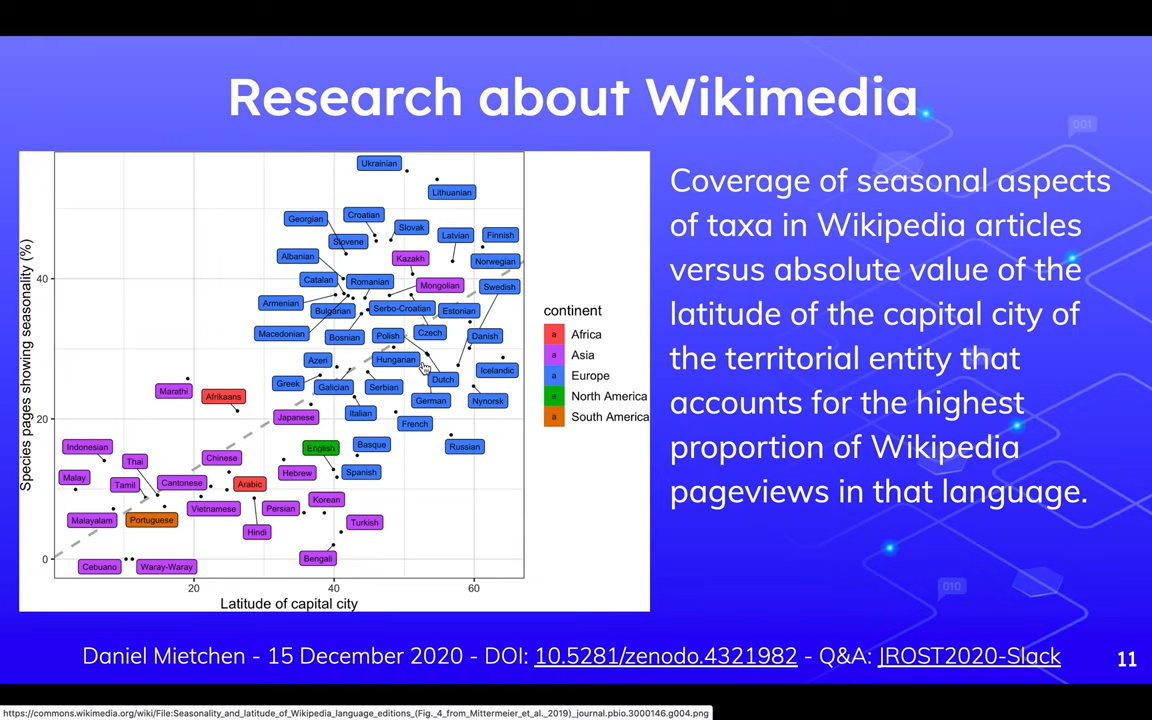 Research about Wikimedia
001
Species pages showing seasonality (%)
40
20
0
Ukrainian
Lithuanian
Georgian
Croatian
Slovak
Slovene
Latvian
Finnish
Albanian
Kazakh
Norwegian
Catalan
Romanian
Mongolian
Swedish
Armenian
Bulgarian
Serbo-Croatian
Estonian
Macedonian
Bosnian
Polish
Czech
Danish
Azeri
Hungarian
Icelandic
Greek
Galician
Serbian
Dutch
Marathi
Afrikaans
German
Nynorsk
Japanese
Italian
French
Indonesian
Thai
Chinese
English
Basque
Russian
Malay
Tamil
Cantonese
Arabic
Hebrew
Spanish
Malayalam
Portuguese
Vietnamese
Persian
Korean
Hindi
Turkish
Cebuano
Waray-Waray
Bengali
20
40
60
Latitude of capital city
continent
a Africa
a Asia
a Europe
a North America
a South America
Coverage of seasonal aspects
of taxa in Wikipedia articles
versus absolute value of the
latitude of the capital city of
the territorial entity that
accounts for the highest
proportion of Wikipedia
pageviews in that language.
010
Daniel Mietchen - 15 December 2020 - DOI: 10.5281/zenodo.4321982 - Q&A: JROST2020-Slack
11
https://commons.wikimedia.org/wiki/File:Seasonality_and_latitude_of_Wikipedia_language_editions_(Fig._4_from_Mittermeier_et_al._2019)_journal.pbio.3000146.g004.png